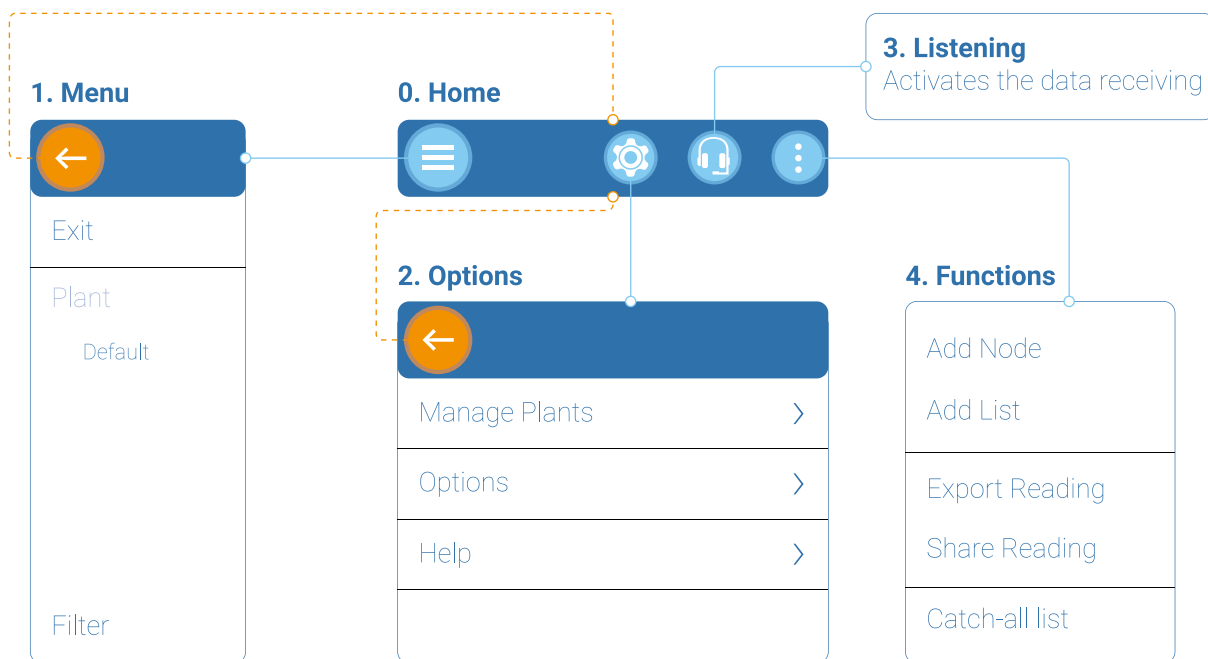 3. Listening
Activates the data receiving
1. Menu
0. Home
Exit
Plant
Default
Filter
2. Options
Manage Plants
Options
Help
4. Functions
Add Node
Add List
Export Reading
Share Reading
Catch-all list